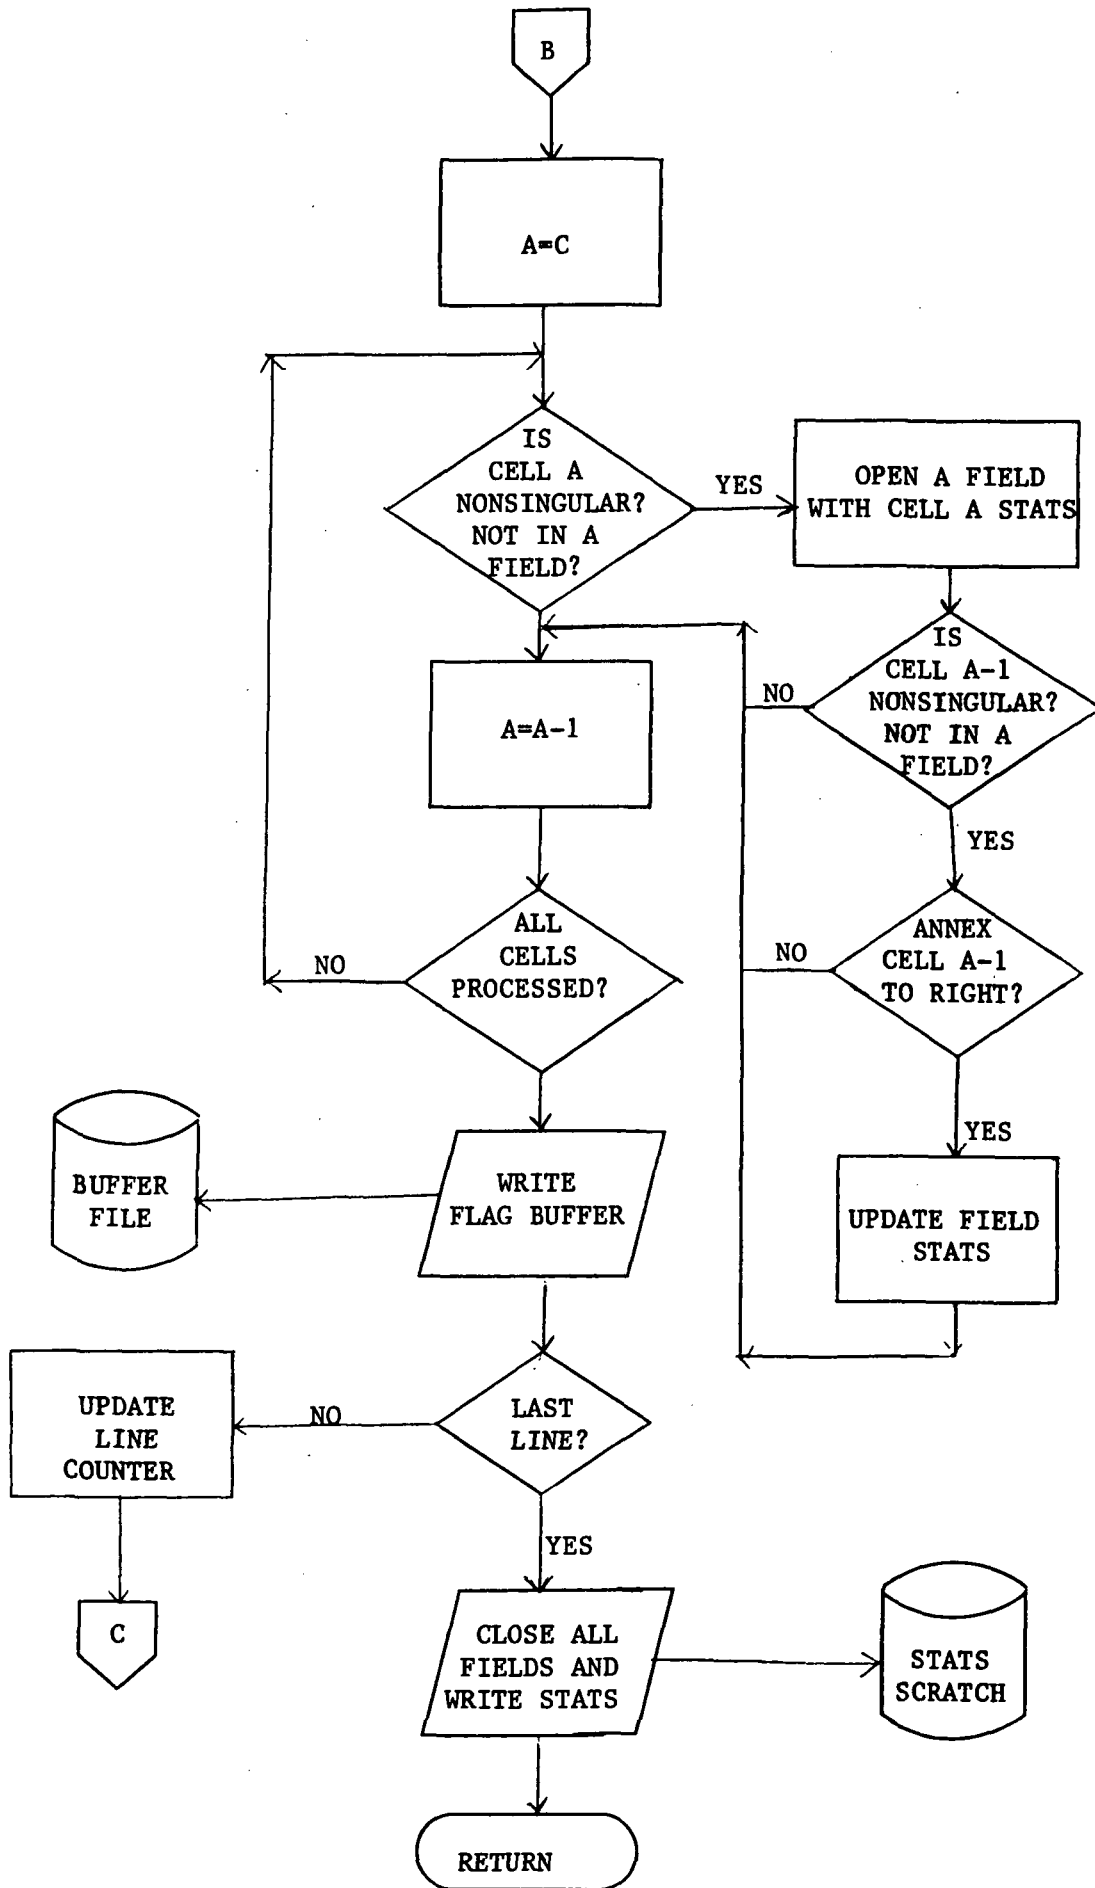 B
A=C
IS
CELL A
NONSINGULAR?
NOT IN A
FIELD?
YES
OPEN A FIELD
WITH CELL A STATS
IS
CELL A-1
NONSINGULAR?
NOT IN A
FIELD?
NO
YES
A=A-1
ANNEX
CELL A-1
TO RIGHT?
NO
YES
UPDATE FIELD
STATS
ALL
CELLS
PROCESSED?
NO
WRITE
FLAG BUFFER
BUFFER
FILE
LAST
LINE?
NO
UPDATE
LINE
COUNTER
C
YES
CLOSE ALL
FIELDS AND
WRITE STATS
STATS
SCRATCH
RETURN